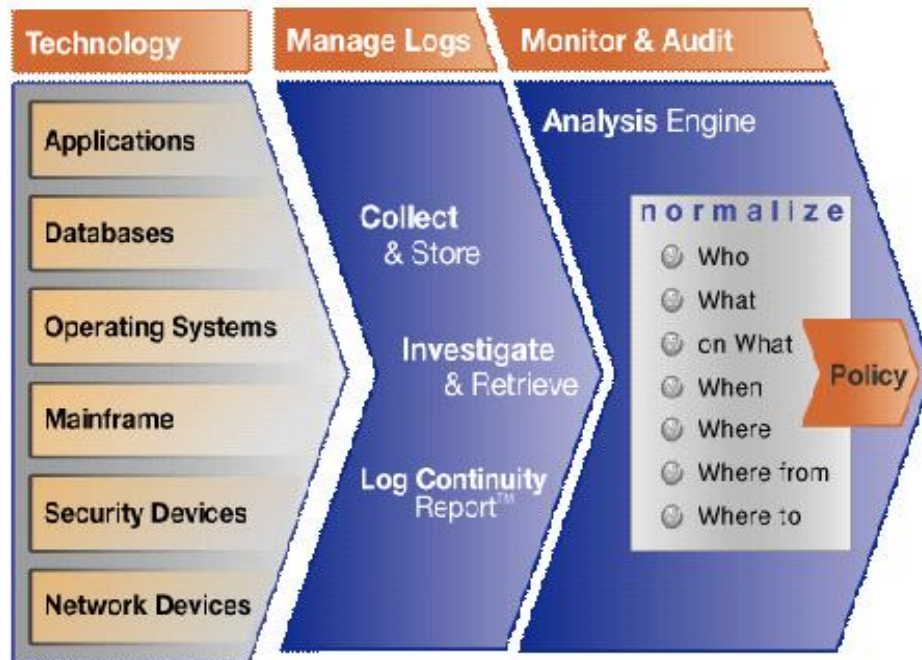 Technology
Manage Logs
Monitor & Audit
Applications
Databases
Operating Systems
Mainframe
Security Devices
Network Devices
Collect
& Store
Investigate
& Retrieve
Log Continuity
Report™
Analysis Engine
normalize
Who
What
on What
When
Where
Where from
Where to
Policy